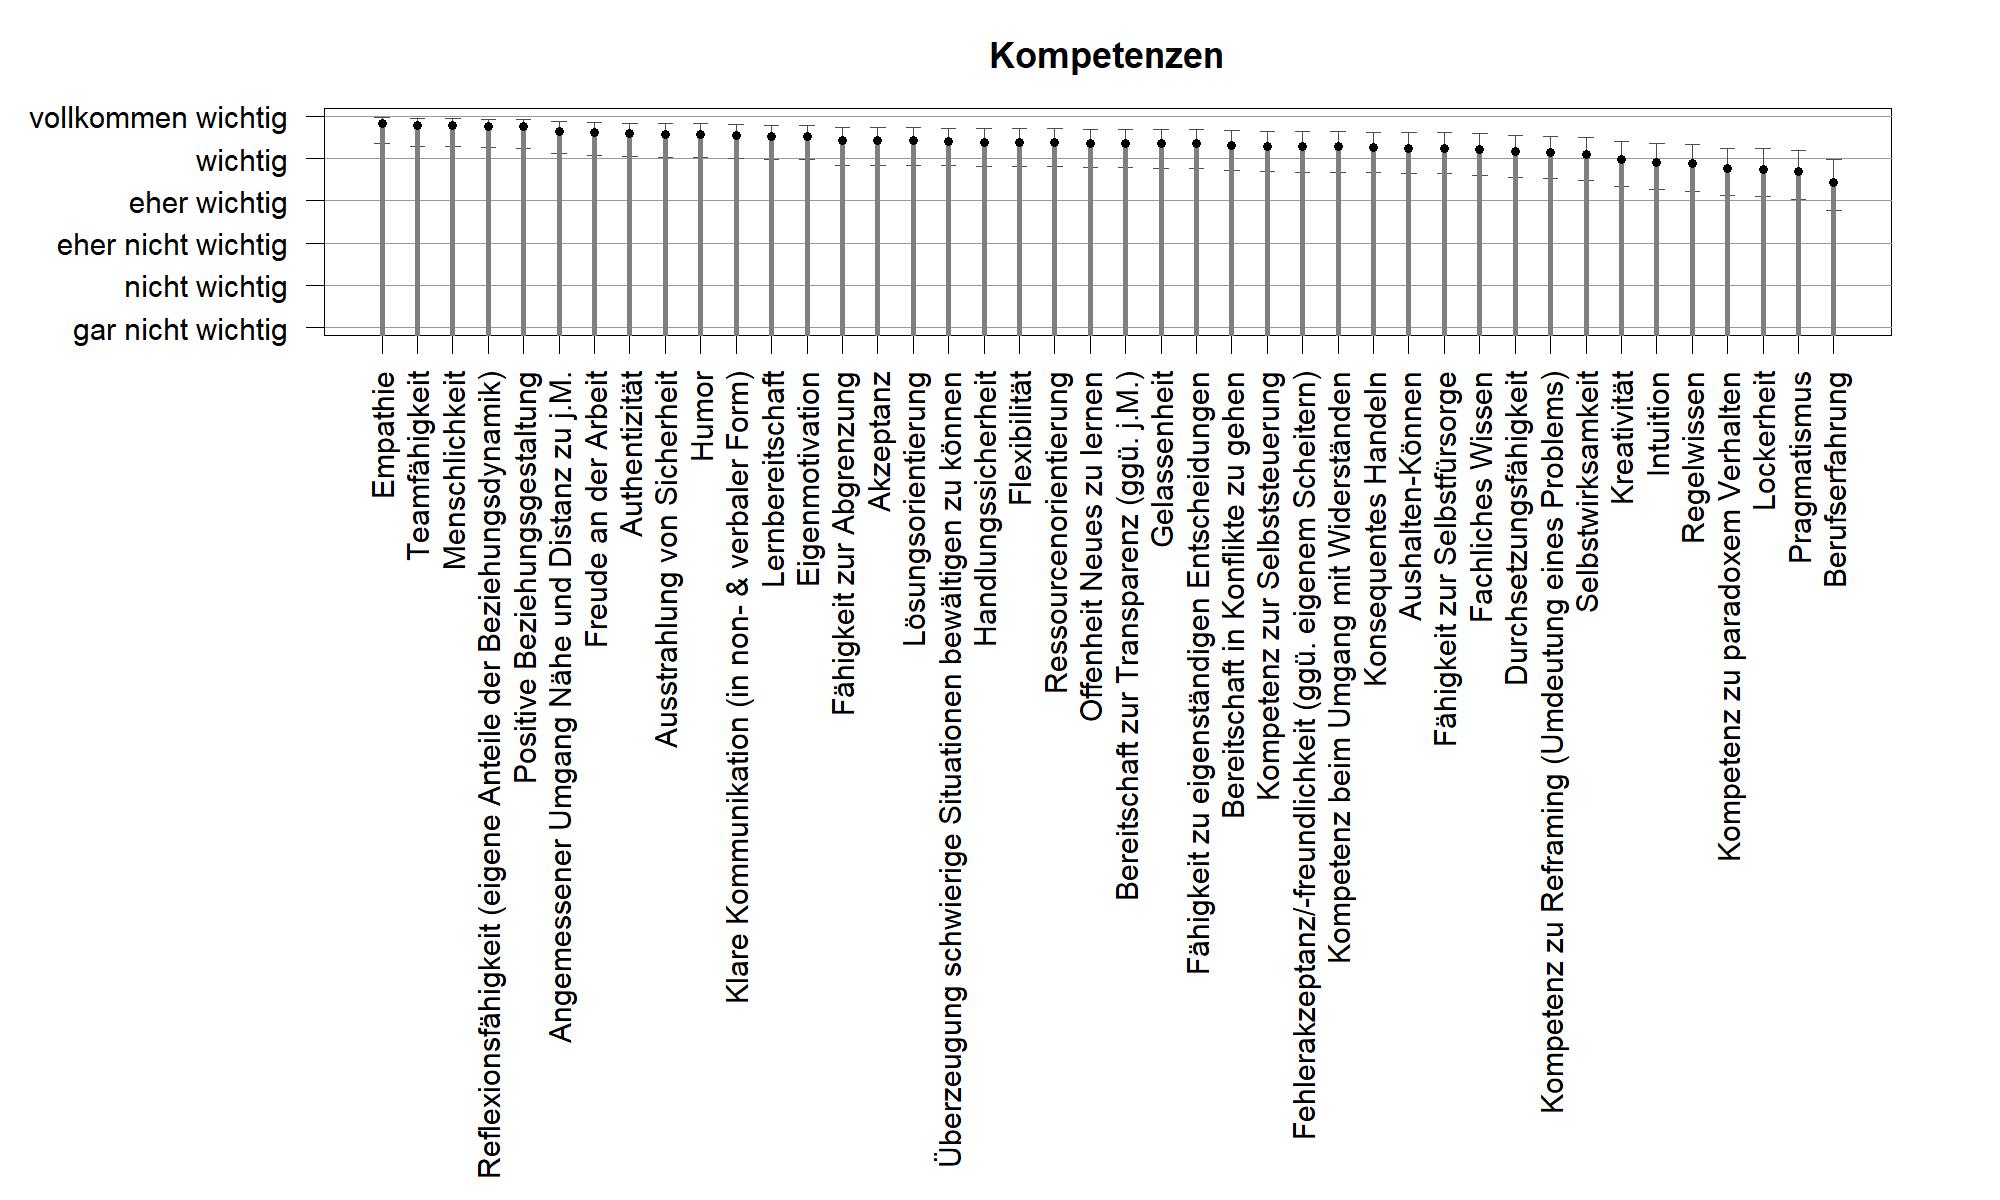 Kompetenzen
vollkommen wichtig
wichtig
eher wichtig
eher nicht wichtig
nicht wichtig
gar nicht wichtig
Empathie
Teamfähigkeit
Menschlichkeit
Reflexionsfähigkeit (eigene Anteile der Beziehungsdynamik)
Positive Beziehungsgestaltung
Angemessener Umgang Nähe und Distanz zu j.M.
Freude an der Arbeit
Authentizität
Ausstrahlung von Sicherheit
Humor
Klare Kommunikation (in non- & verbaler Form)
Lernbereitschaft
Eigenmotivation
Fähigkeit zur Abgrenzung
Akzeptanz
Lösungsorientierung
Überzeugung schwierige Situationen bewältigen zu können
Handlungssicherheit
Flexibilität
Ressourcenorientierung
Offenheit Neues zu lernen
Bereitschaft zur Transparenz (ggü. j.M.)
Gelassenheit
Fähigkeit zu eigenständigen Entscheidungen
Bereitschaft in Konflikte zu gehen
Kompetenz zur Selbststeuerung
Fehlerakzeptanz/-freundlichkeit (ggü. eigenem Scheitern)
Kompetenz beim Umgang mit Widerständen
Konsequentes Handeln
Aushalten-Können
Fähigkeit zur Selbstfürsorge
Fachliches Wissen
Durchsetzungsfähigkeit
Kompetenz zu Reframing (Umdeutung eines Problems)
Selbstwirksamkeit
Kreativität
Intuition
Regelwissen
Kompetenz zu paradoxem Verhalten
Lockerheit
Pragmatismus
Berufserfahrung